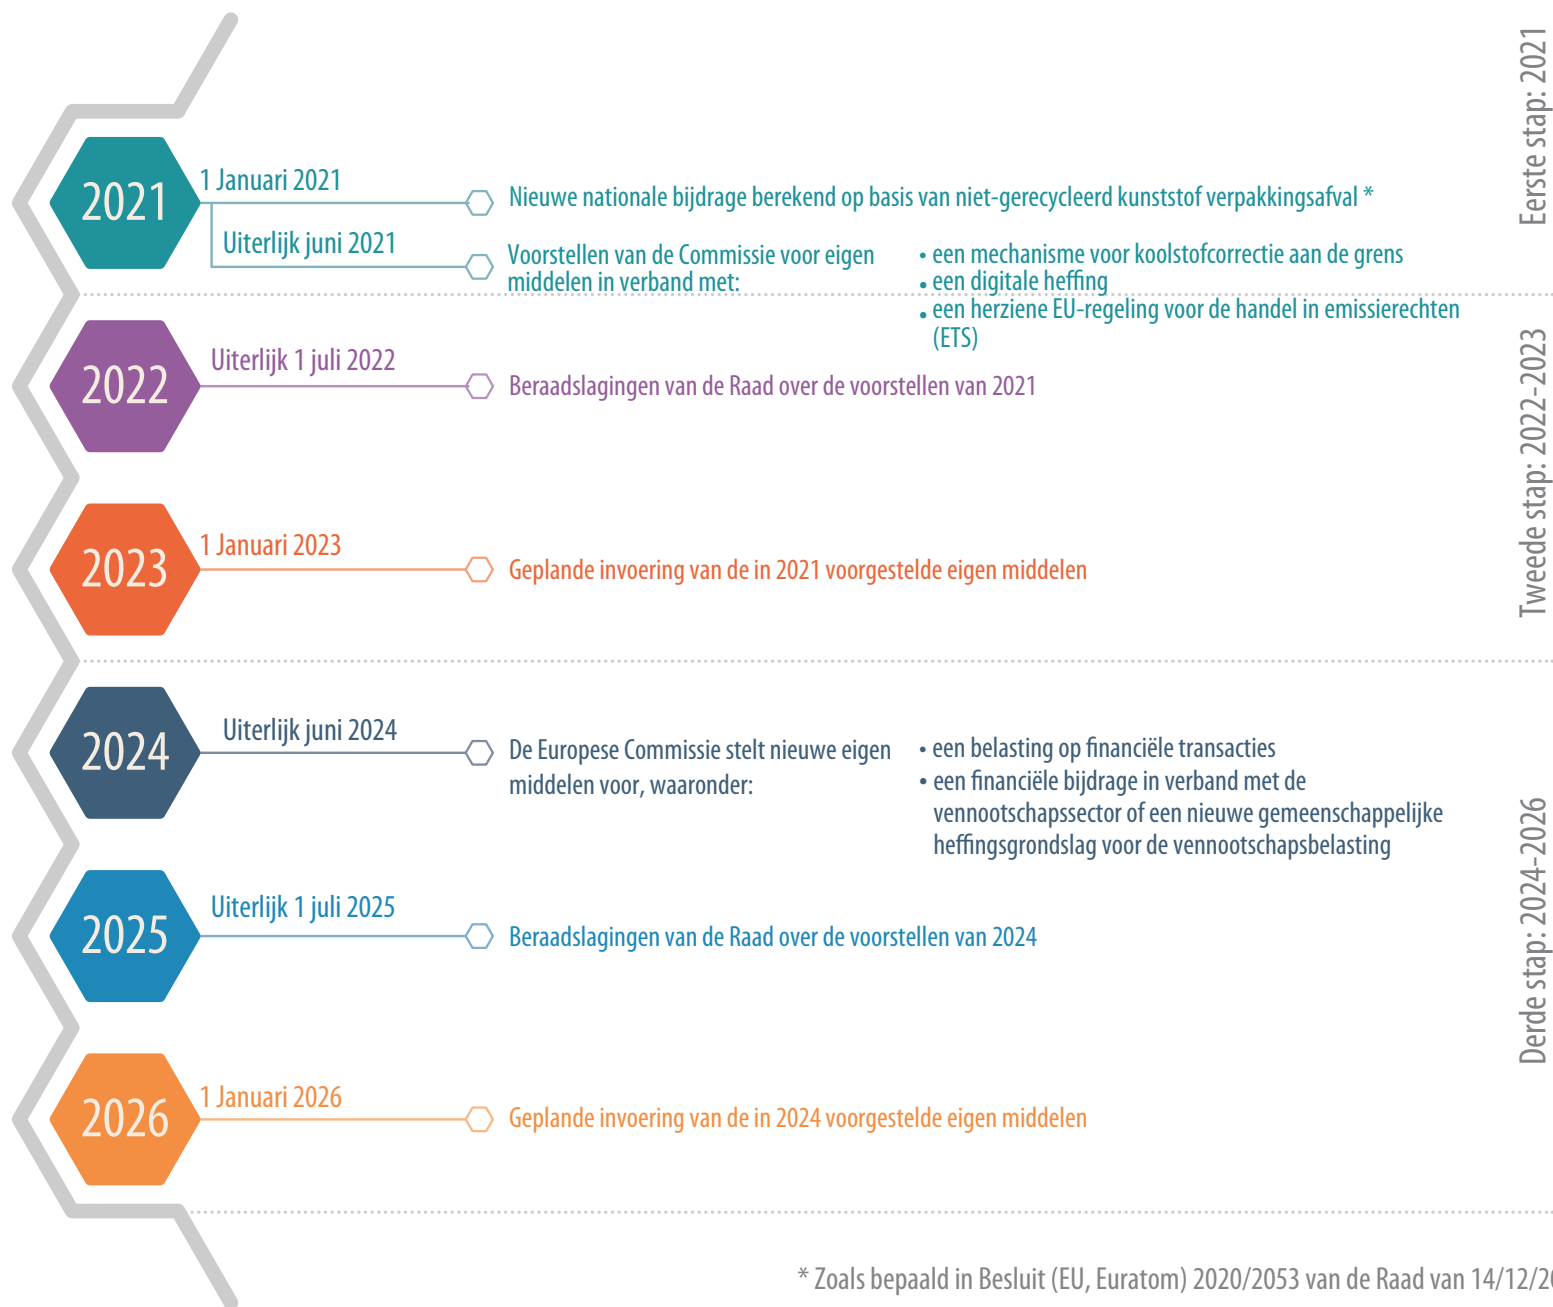 Eerste stap: 2021
2021
1 Januari 2021
Nieuwe nationale bijdrage berekend op basis van niet-gerecycleerd kunststof verpakkingsafval *
Uiterlijk juni 2021
Voorstellen van de Commissie voor eigen
middelen in verband met:
• een mechanisme voor koolstofcorrectie aan de grens
• een digitale heffing
• een herziene EU-regeling voor de handel in emissierechten
(ETS)
Tweede stap: 2022-2023
2022
Uiterlijk 1 juli 2022
Beraadslagingen van de Raad over de voorstellen van 2021
2023
1 Januari 2023
Geplande invoering van de in 2021 voorgestelde eigen middelen
Derde stap: 2024-2026
2024
Uiterlijk juni 2024
De Europese Commissie stelt nieuwe eigen
middelen voor, waaronder:
• een belasting op financiële transacties
• een financiële bijdrage in verband met de
vennootschapssector of een nieuwe gemeenschappelijke
heffingsgrondslag voor de vennootschapsbelasting
2025
Uiterlijk 1 juli 2025
Beraadslagingen van de Raad over de voorstellen van 2024
2026
1 Januari 2026
Geplande invoering van de in 2024 voorgestelde eigen middelen
* Zoals bepaald in Besluit (EU, Euratom) 2020/2053 van de Raad van